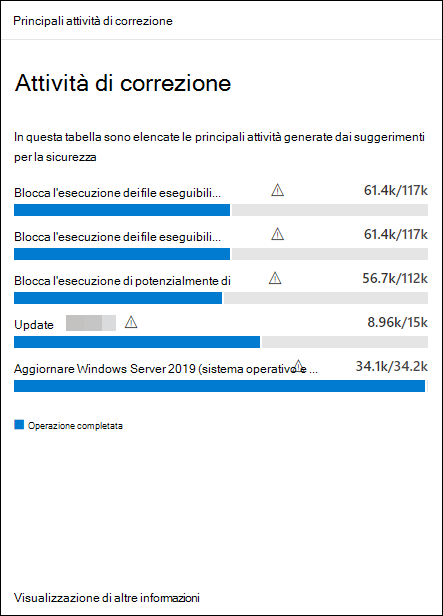 Principali attività di correzione
Attività di correzione
In questa tabella sono elencate le principali attività generate dai suggerimenti
per la sicurezza
Blocca l'esecuzione dei file eseguibili... 61.4k/117k
Blocca l'esecuzione dei file eseguibili... 61.4k/117k
Blocca l'esecuzione di potenzialmente di 56.7k/112k
Update 8.96k/15k
Aggiornare Windows Server 2019 (sistema operativo e ... 34.1k/34.2k
Operazione completata
Visualizzazione di altre informazioni